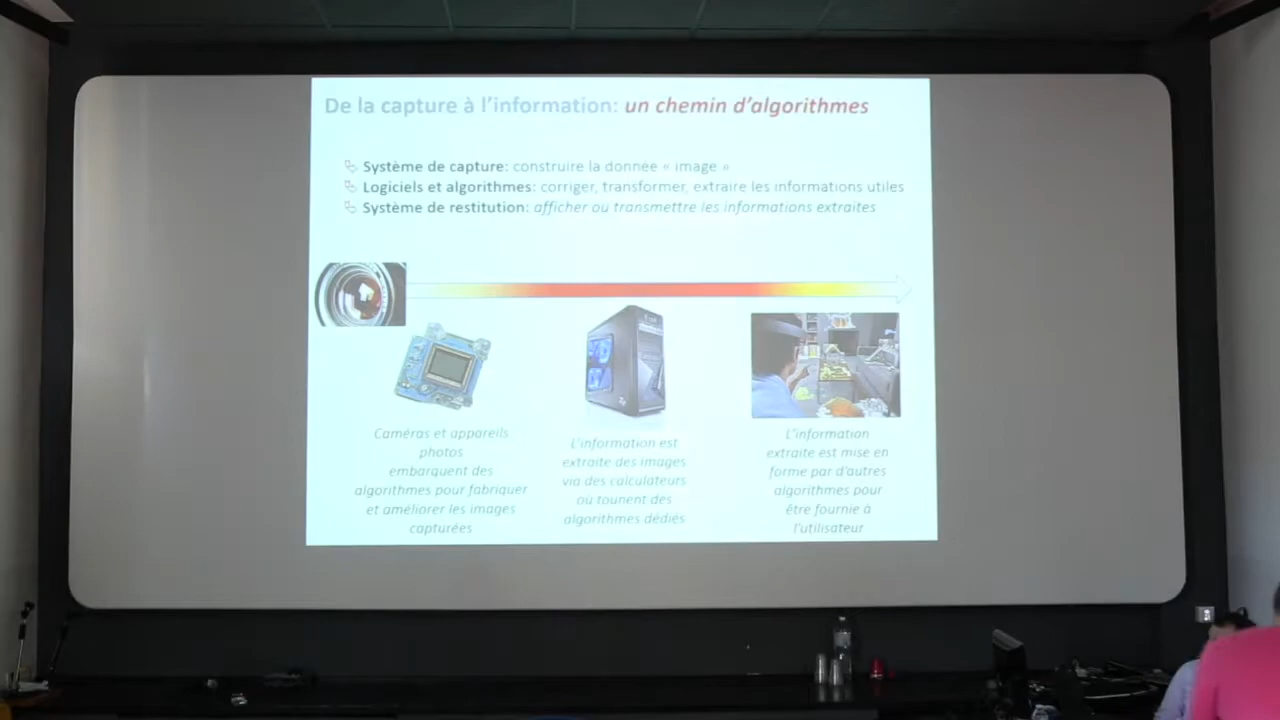 De la capture à l'information: un chemin d'algorithmes
Système de capture: construire la donnée « image »
Logiciels et algorithmes: corriger, transformer, extraire les informations utiles
Système de restitution: afficher ou transmettre les informations extraites
Caméras et appareils
photos
embarquent des
algorithmes pour fabriquer
et améliorer les images
capturées
L'information est
extraite des images
via des calculateurs
où tounent des
algorithmes dédiés
L'information
extraite est mise en
forme par d'autres
algorithmes pour
être fournie à
l'utilisateur